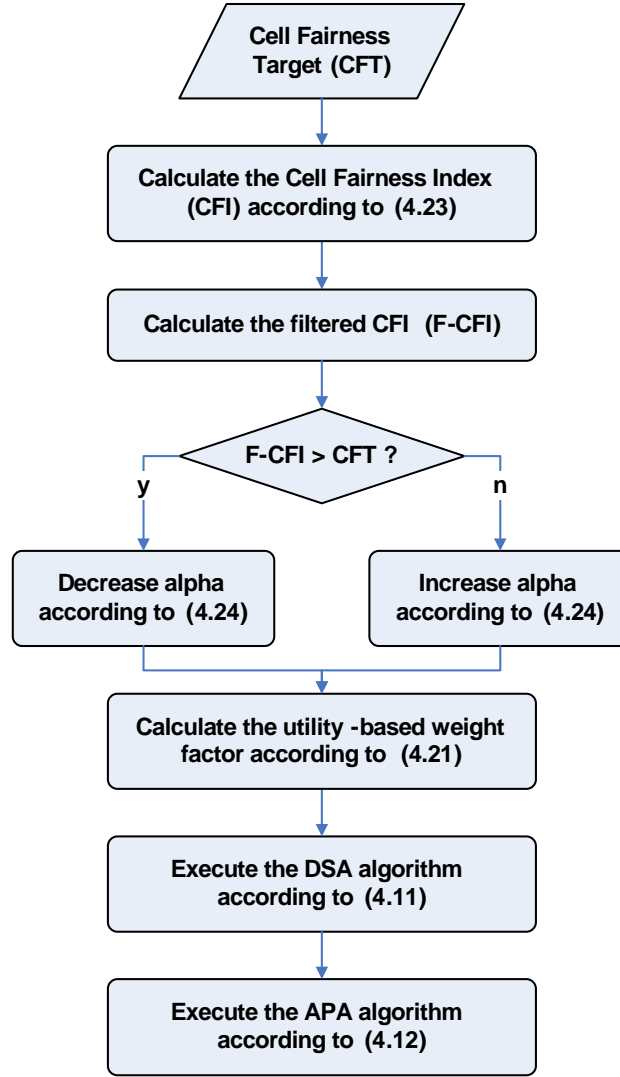 Cell Fairness
Target (CFT)
Calculate the Cell Fairness Index
(CFI) according to (4.23)
Calculate the filtered CFI (F-CFI)
F-CFI > CFT ?
y
n
Decrease alpha
according to (4.24)
Increase alpha
according to (4.24)
Calculate the utility -based weight
factor according to (4.21)
Execute the DSA algorithm
according to (4.11)
Execute the APA algorithm
according to (4.12)